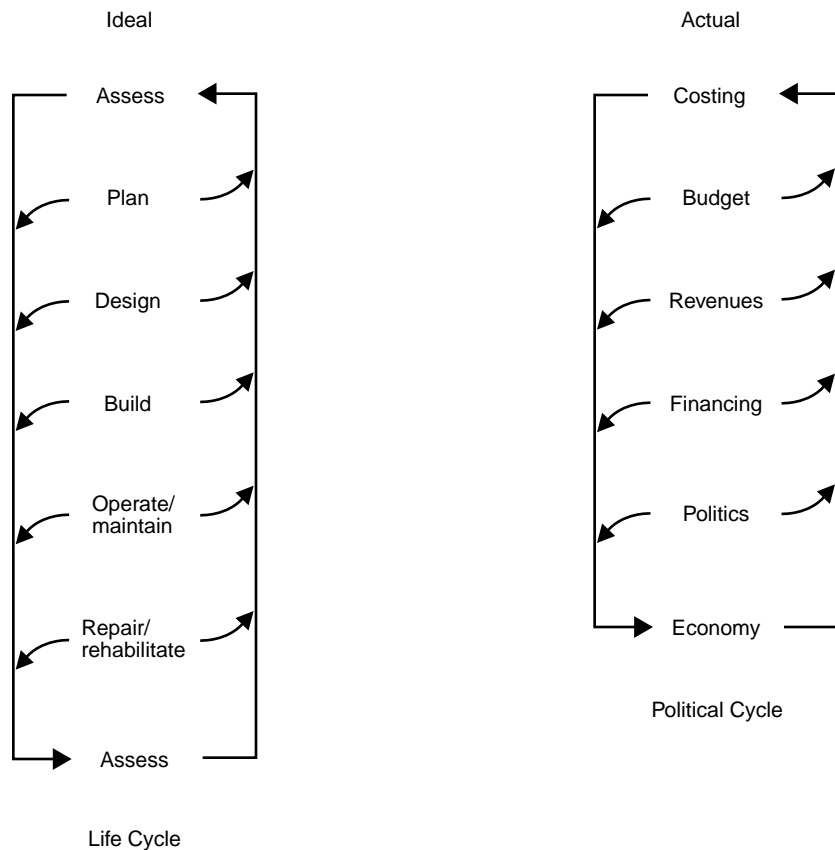 Ideal
Assess
Plan
Design
Build
Operate/
maintain
Repair/
rehabilitate
Assess
Life Cycle
Actual
Costing
Budget
Revenues
Financing
Politics
Economy
Political Cycle